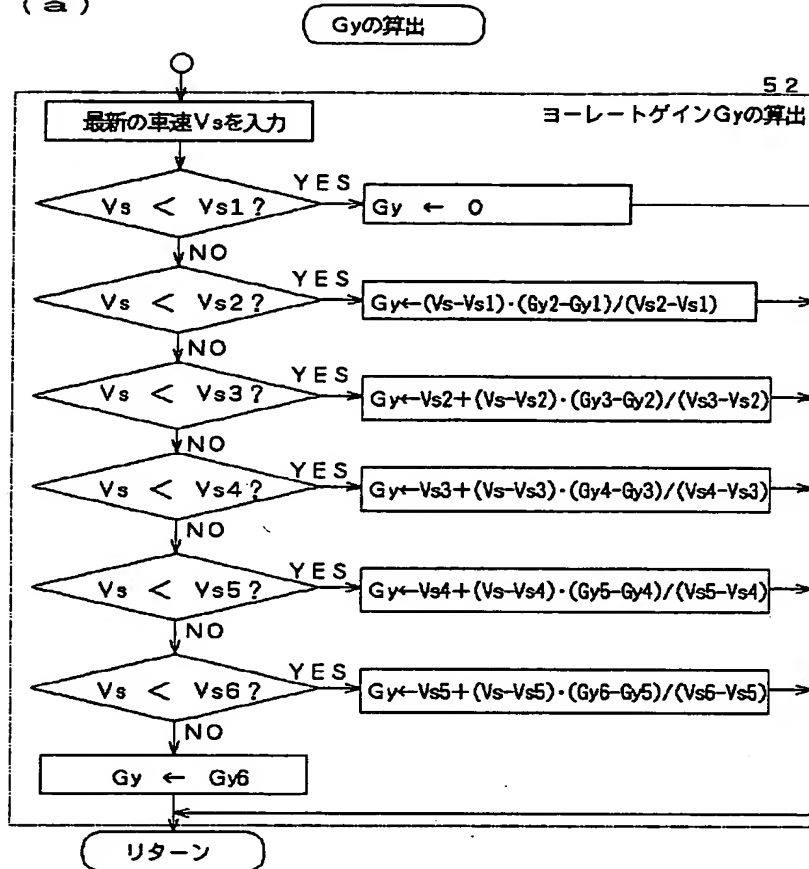 (a)
Gyの算出
52
ヨーレートゲインGyの算出
最新の車速Vsを入力
Vs < Vs1?
YES
Gy ← 0
NO
Vs < Vs2?
YES
Gy←(Vs-Vs1)·(Gy2-Gy1)/(Vs2-Vs1)
NO
Vs < Vs3?
YES
Gy←Vs2+(Vs-Vs2)·(Gy3-Gy2)/(Vs3-Vs2)
NO
Vs < Vs4?
YES
Gy←Vs3+(Vs-Vs3)·(Gy4-Gy3)/(Vs4-Vs3)
NO
Vs < Vs5?
YES
Gy←Vs4+(Vs-Vs4)·(Gy5-Gy4)/(Vs5-Vs4)
NO
Vs < Vs6?
YES
Gy←Vs5+(Vs-Vs5)·(Gy6-Gy5)/(Vs6-Vs5)
NO
Gy ← Gy6
リターン